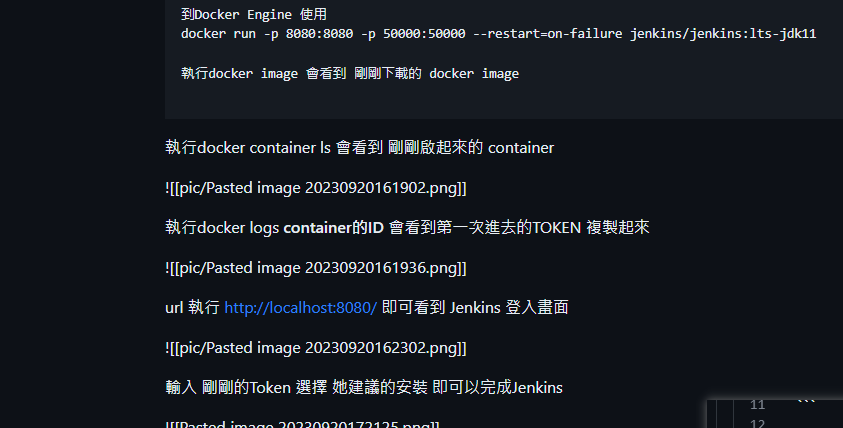 到Docker Engine 使用
docker run -p 8080:8080 -p 50000:50000 --restart=on-failure jenkins/jenkins:lts-jdk11
執行docker image 會看到 剛剛下載的 docker image
執行docker container ls 會看到 剛剛啟起來的 container
![[pic/Pasted image 20230920161902.png]]
執行docker logs container的ID 會看到第一次進去的TOKEN 複製起來
![[pic/Pasted image 20230920161936.png]]
url 執行 http://localhost:8080/ 即可看到 Jenkins 登入畫面
![[pic/Pasted image 20230920162302.png]]
輸入 剛剛的Token 選擇 她建議的安裝 即可以完成Jenkins
![[Pasted image 20230920172125.png]]
11 ```
12